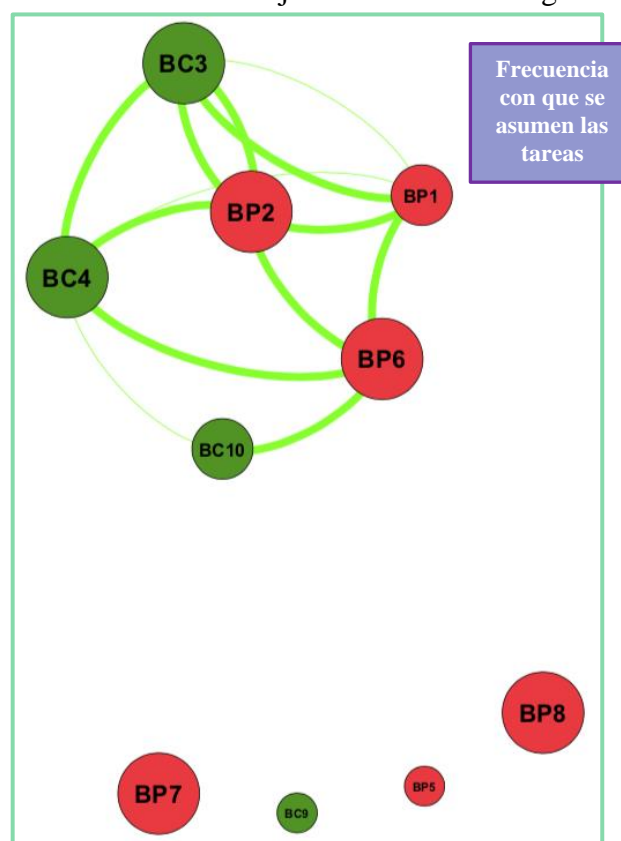 BC3
Frecuencia
con que se
asumen las
tareas
BP1
BP2
BC4
BP6
BC10
BP8
BP7
BP5
BC9